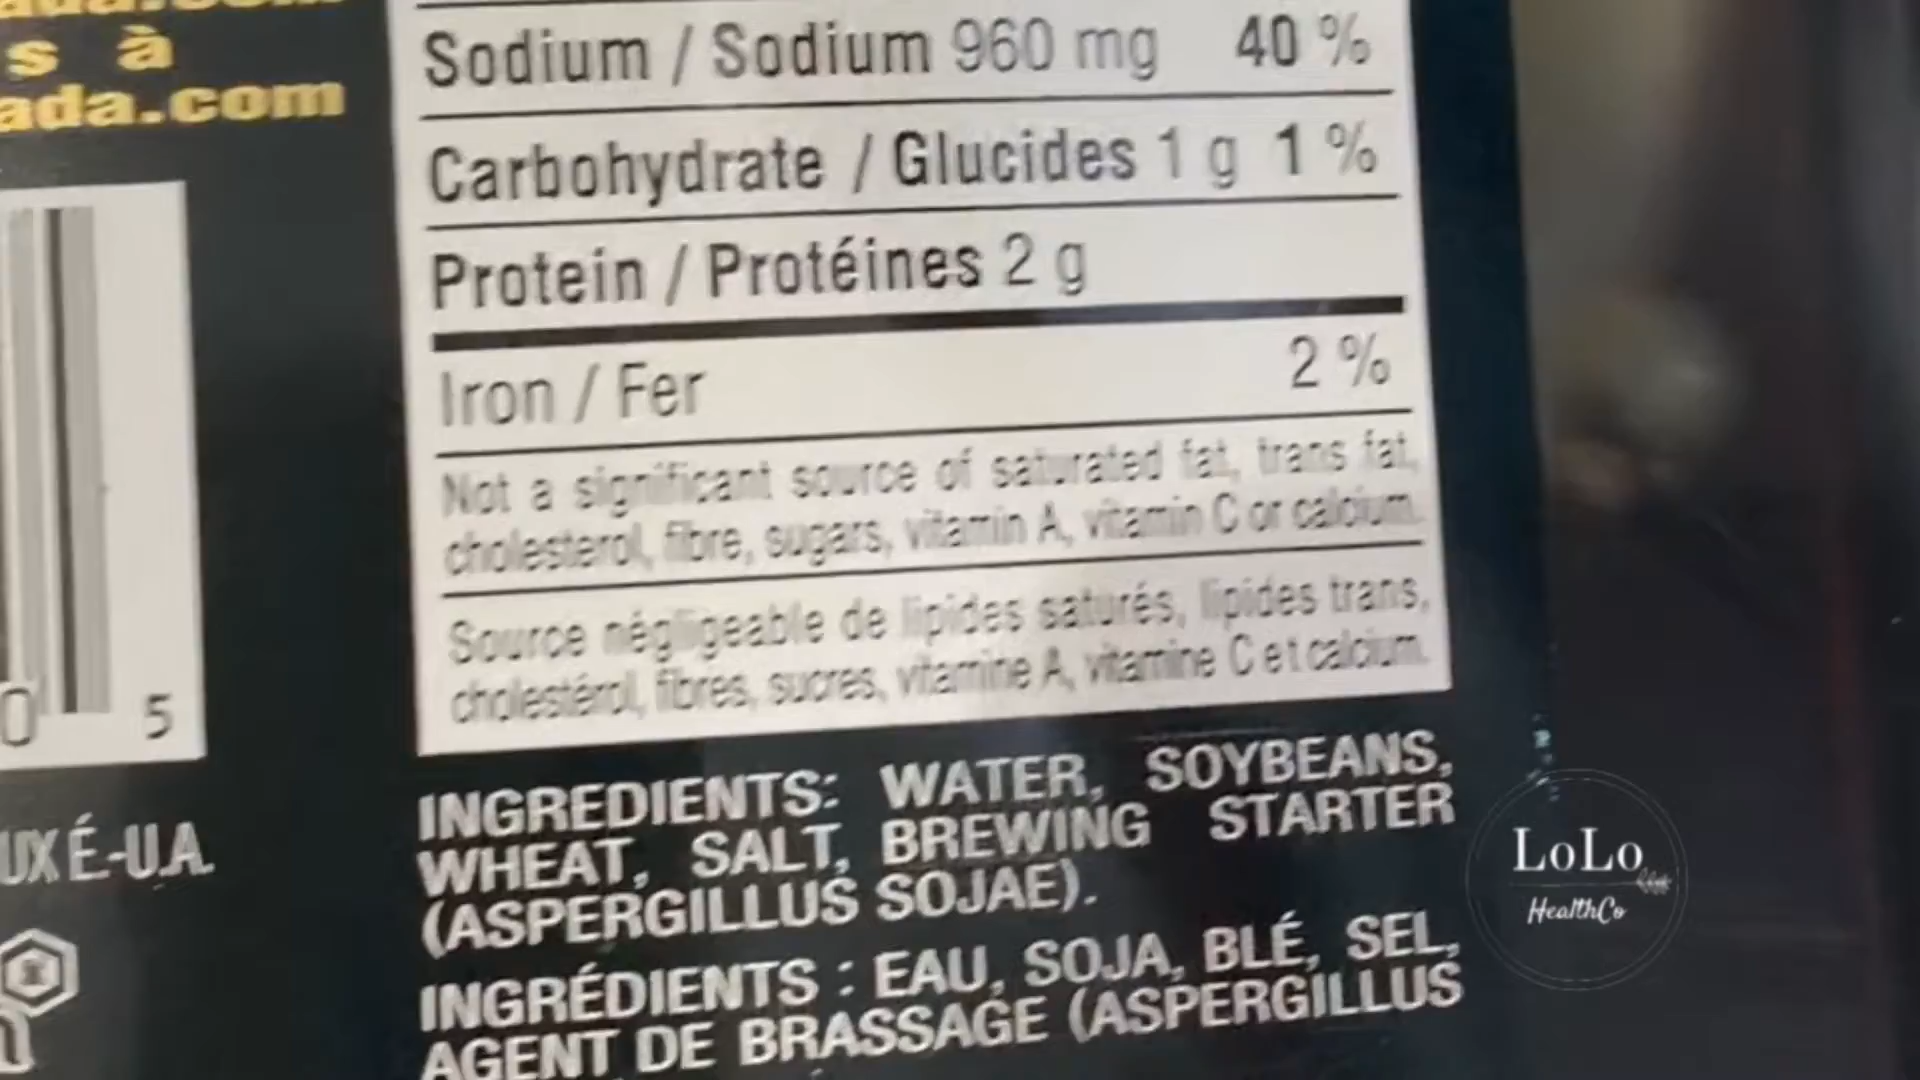 s à
ada.com
Sodium / Sodium 960 mg 40 %
Carbohydrate / Glucides 1 g 1 %
Protein / Protéines 2 g
Iron / Fer 2 %
Not a significant source of saturated fat, trans fat,
cholesterol, fibre, sugars, vitamin A, vitamin C or calcium.
Source négligeable de lipides saturés, lipides trans,
cholestérol, fibres, sucres, vitamine A, vitamine C et calcium.
0 5
UX É.-U.A.
INGREDIENTS: WATER, SOYBEANS,
WHEAT, SALT, BREWING STARTER
(ASPERGILLUS SOJAE).
INGRÉDIENTS : EAU, SOJA, BLÉ, SEL,
AGENT DE BRASSAGE (ASPERGILLUS
LoLo
HealthCo